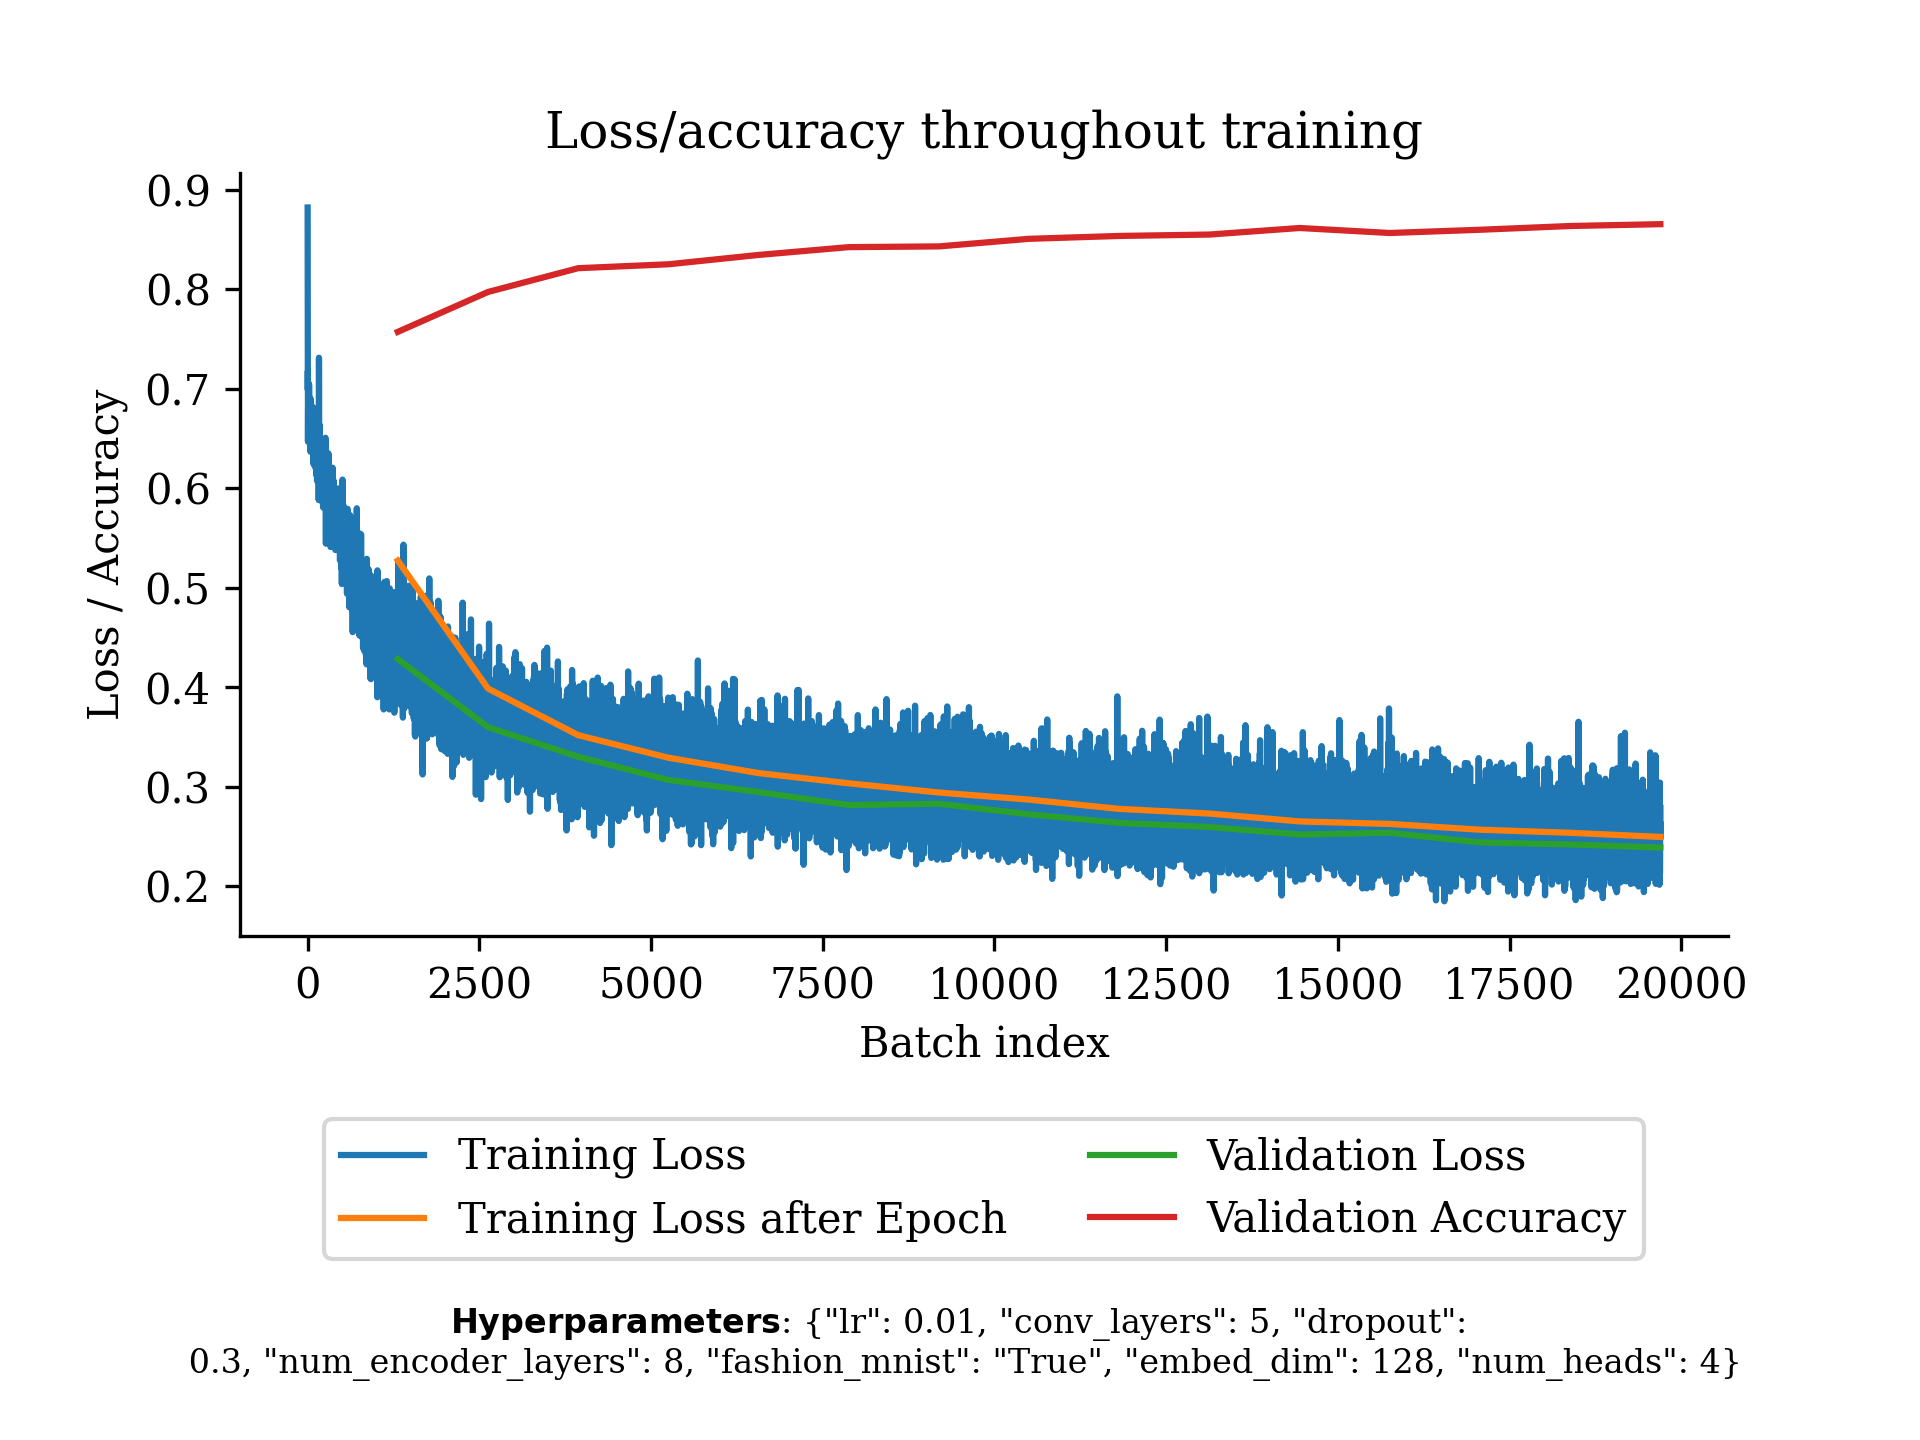 Loss/accuracy throughout training
Loss / Accuracy
0.9
0.8
0.7
0.6
0.5
0.4
0.3
0.2
0 2500 5000 7500 10000 12500 15000 17500 20000
Batch index
Training Loss
Training Loss after Epoch
Validation Loss
Validation Accuracy
Hyperparameters: {"lr": 0.01, "conv_layers": 5, "dropout":
0.3, "num_encoder_layers": 8, "fashion_mnist": "True", "embed_dim": 128, "num_heads": 4}